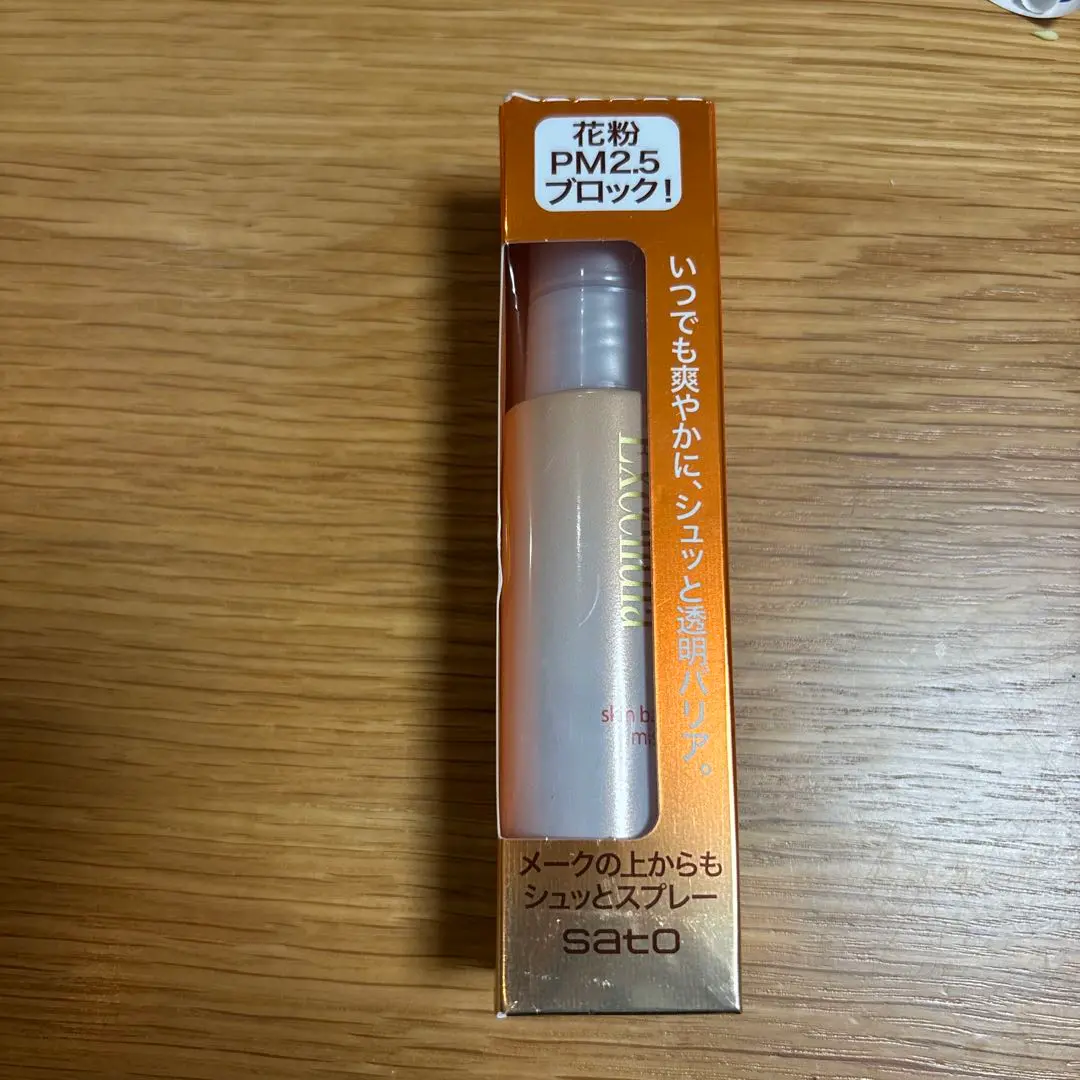 花粉
PM2.5
ブロック!
いつでも爽やかに、シュッと透明バリア。
Excellula
skin
メークの上からも
シュッとスプレー
sato